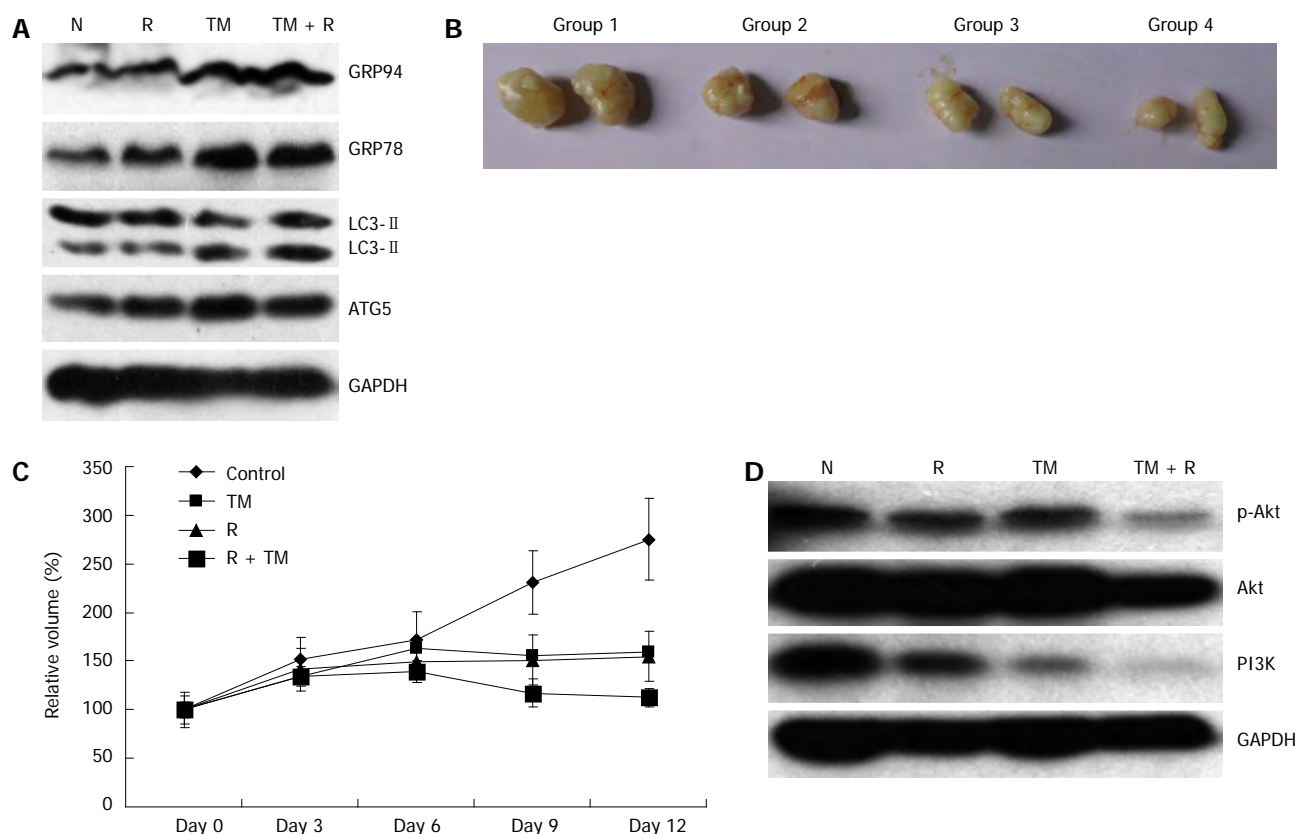 A
N R TM TM + R
GRP94
GRP78
LC3-Ⅱ
LC3-Ⅱ
ATG5
GAPDH
B
Group 1 Group 2 Group 3 Group 4
C
Control
TM
R
R + TM
Relative volume (%)
350
300
250
200
150
100
50
0
Day 0 Day 3 Day 6 Day 9 Day 12
D
N R TM TM + R
p-Akt
Akt
PI3K
GAPDH